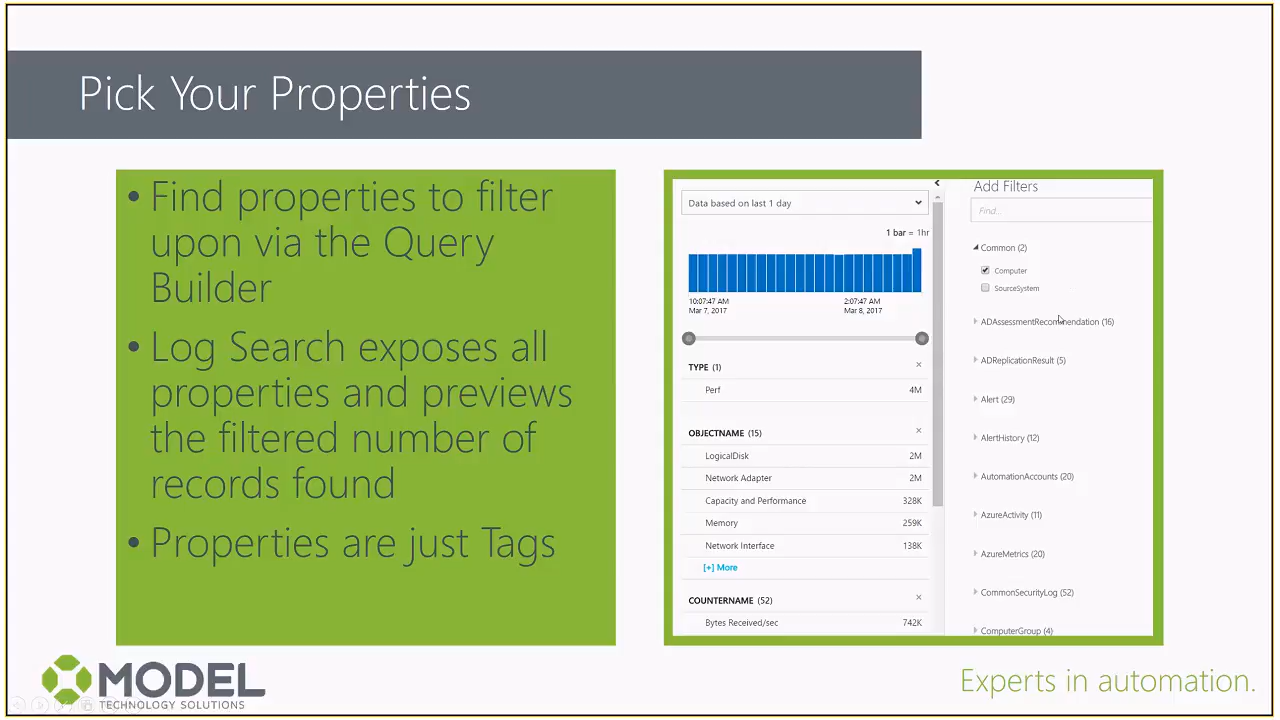 Pick Your Properties
• Find properties to filter
upon via the Query
Builder
• Log Search exposes all
properties and previews
the filtered number of
records found
• Properties are just Tags
Data based on last 1 day
1 bar = 1hr
10:07:47 AM
Mar 7, 2017
2:07:47 AM
Mar 8, 2017
TYPE (1)
Perf 4M
OBJECTNAME (15)
LogicalDisk 2M
Network Adapter 2M
Capacity and Performance 328K
Memory 259K
Network Interface 138K
[+] More
COUNTERNAME (52)
Bytes Received/sec 742K
Add Filters
Find...
Common (2)
Computer
SourceSystem
ADAssessmentRecommendation (16)
ADReplicationResult (5)
Alert (29)
AlertHistory (12)
AutomationAccounts (20)
AzureActivity (11)
AzureMetrics (20)
CommonSecurityLog (52)
ComputerGroup (4)
MODEL
TECHNOLOGY SOLUTIONS
Experts in automation.